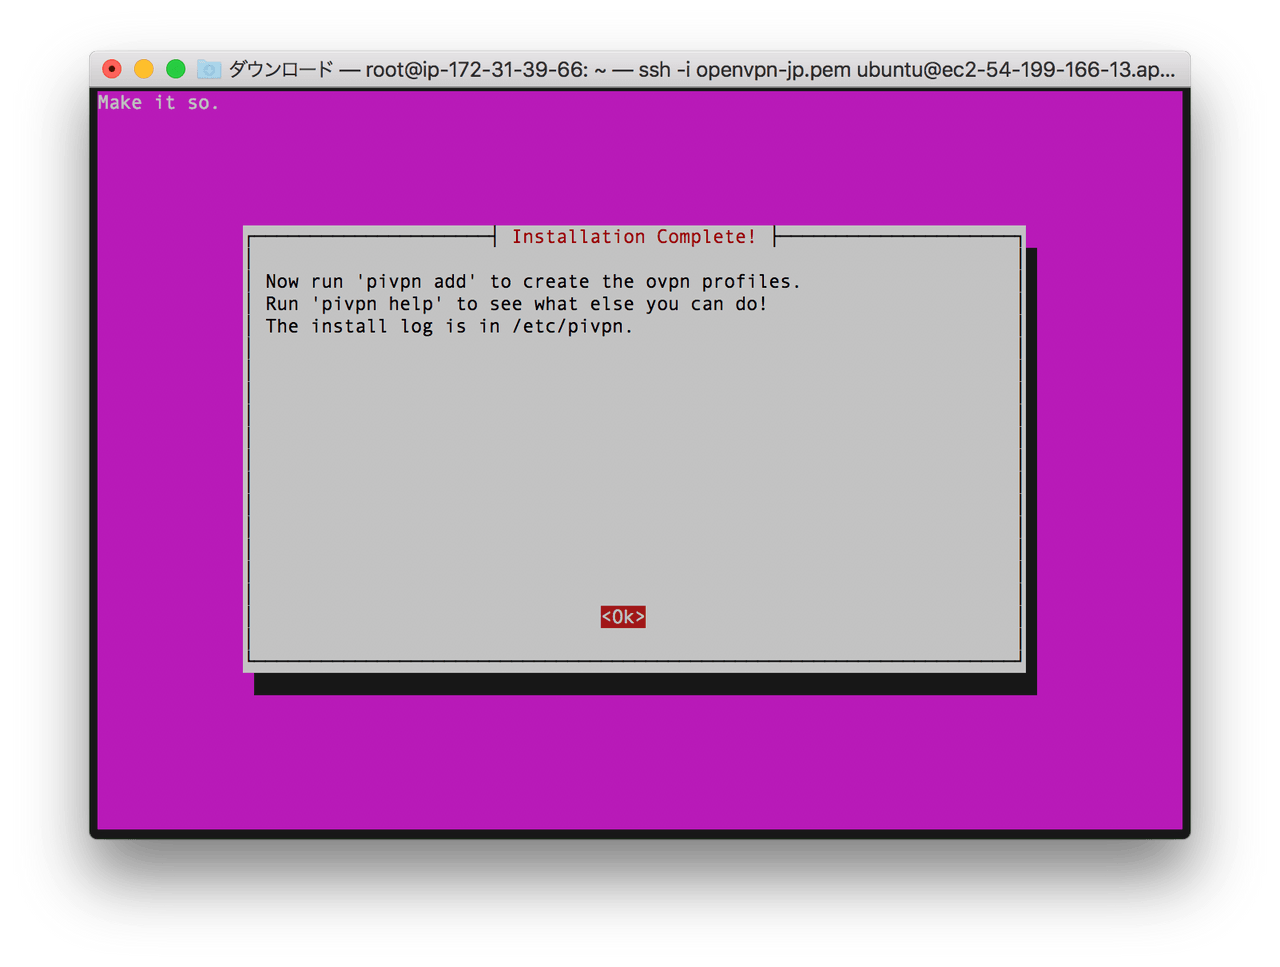 ダウンロード — root@ip-172-31-39-66: ~ — ssh -i openvpn-jp.pem ubuntu@ec2-54-199-166-13.ap...
Make it so.
Installation Complete!
Now run 'pivpn add' to create the ovpn profiles.
Run 'pivpn help' to see what else you can do!
The install log is in /etc/pivpn.
<Ok>